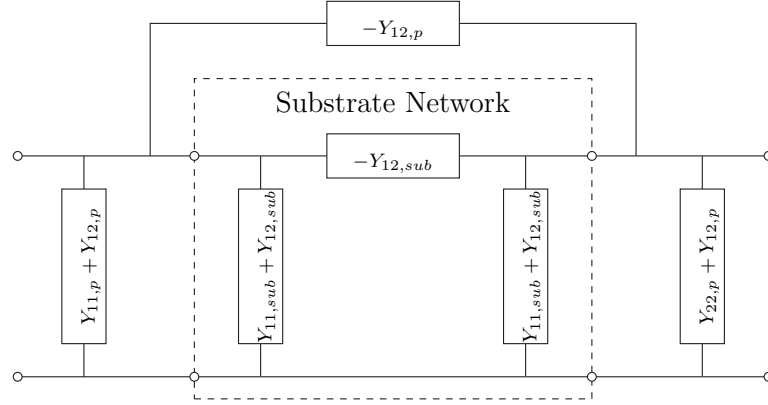 −Y12,p
Substrate Network
−Y12,sub
Y11,p + Y12,p
Y11,sub + Y12,sub
Y11,sub + Y12,sub
Y22,p + Y12,p